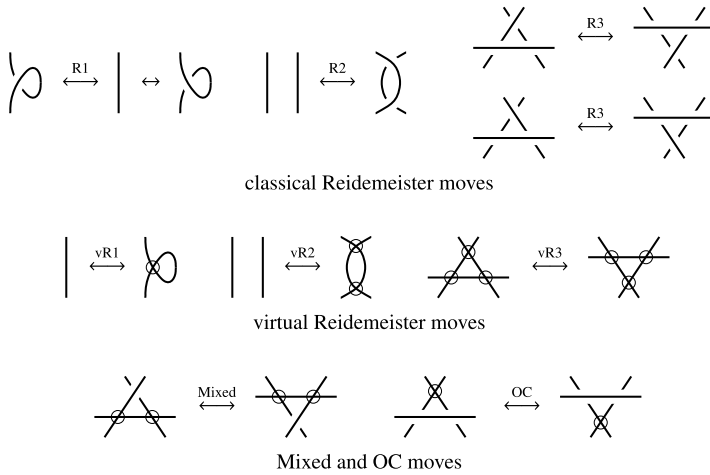 R1
R2
R3
R3
classical Reidemeister moves
vR1
vR2
vR3
virtual Reidemeister moves
Mixed
OC
Mixed and OC moves